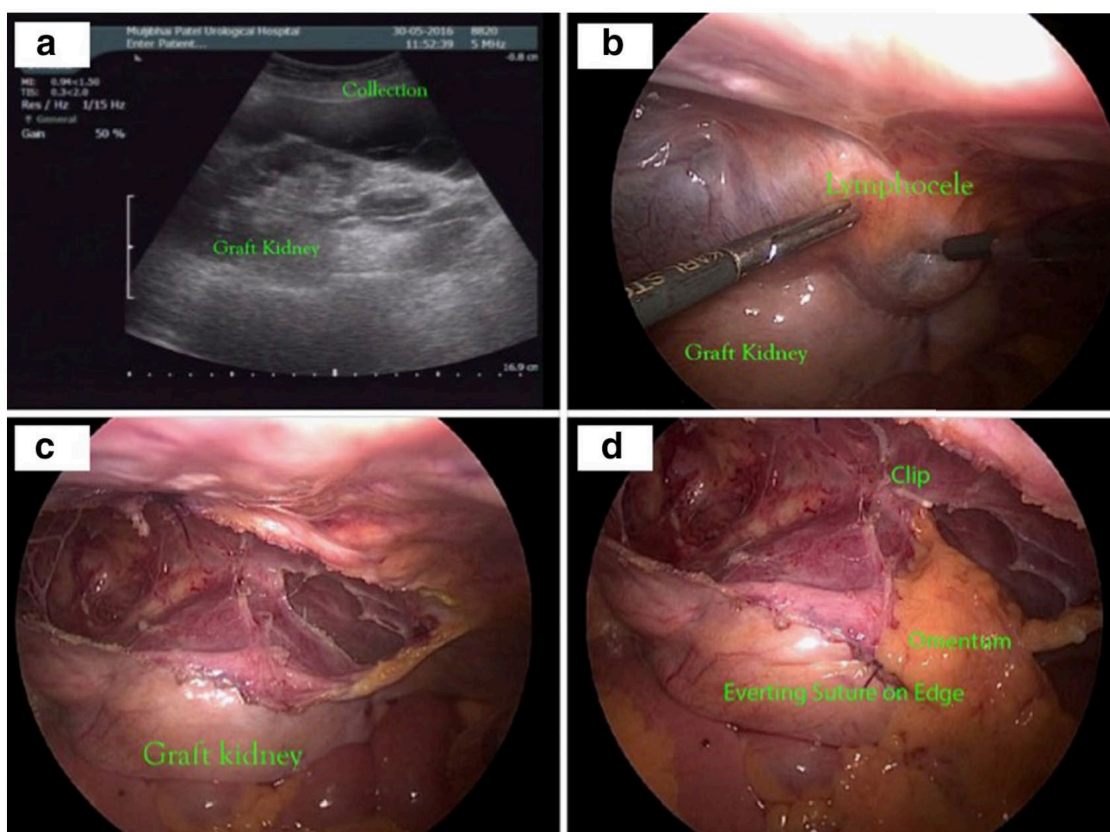 a
Muljibhai Patel Urological Hospital 30-05-2016 8820
Enter Patient... 11:52:39 5 MHz
-0.8 cm
MI: 0.94<1.50
TIS: 0.3<2.0
Res / Hz 1/15 Hz
General
Gain 50 %
Collection
Graft Kidney
16.9 cm
b
Lymphocele
KARL STO
Graft Kidney
c
Graft kidney
d
Clip
Omentum
Everting Suture on Edge